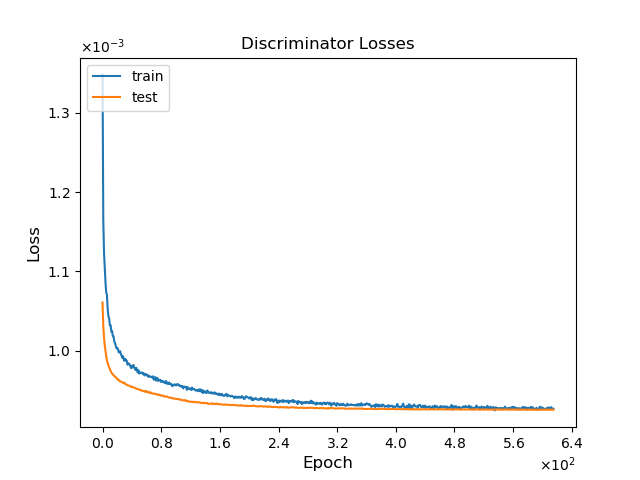 Discriminator Losses
×10⁻³
train
test
1.3
1.2
1.1
1.0
Loss
0.0 0.8 1.6 2.4 3.2 4.0 4.8 5.6 6.4
Epoch
×10²